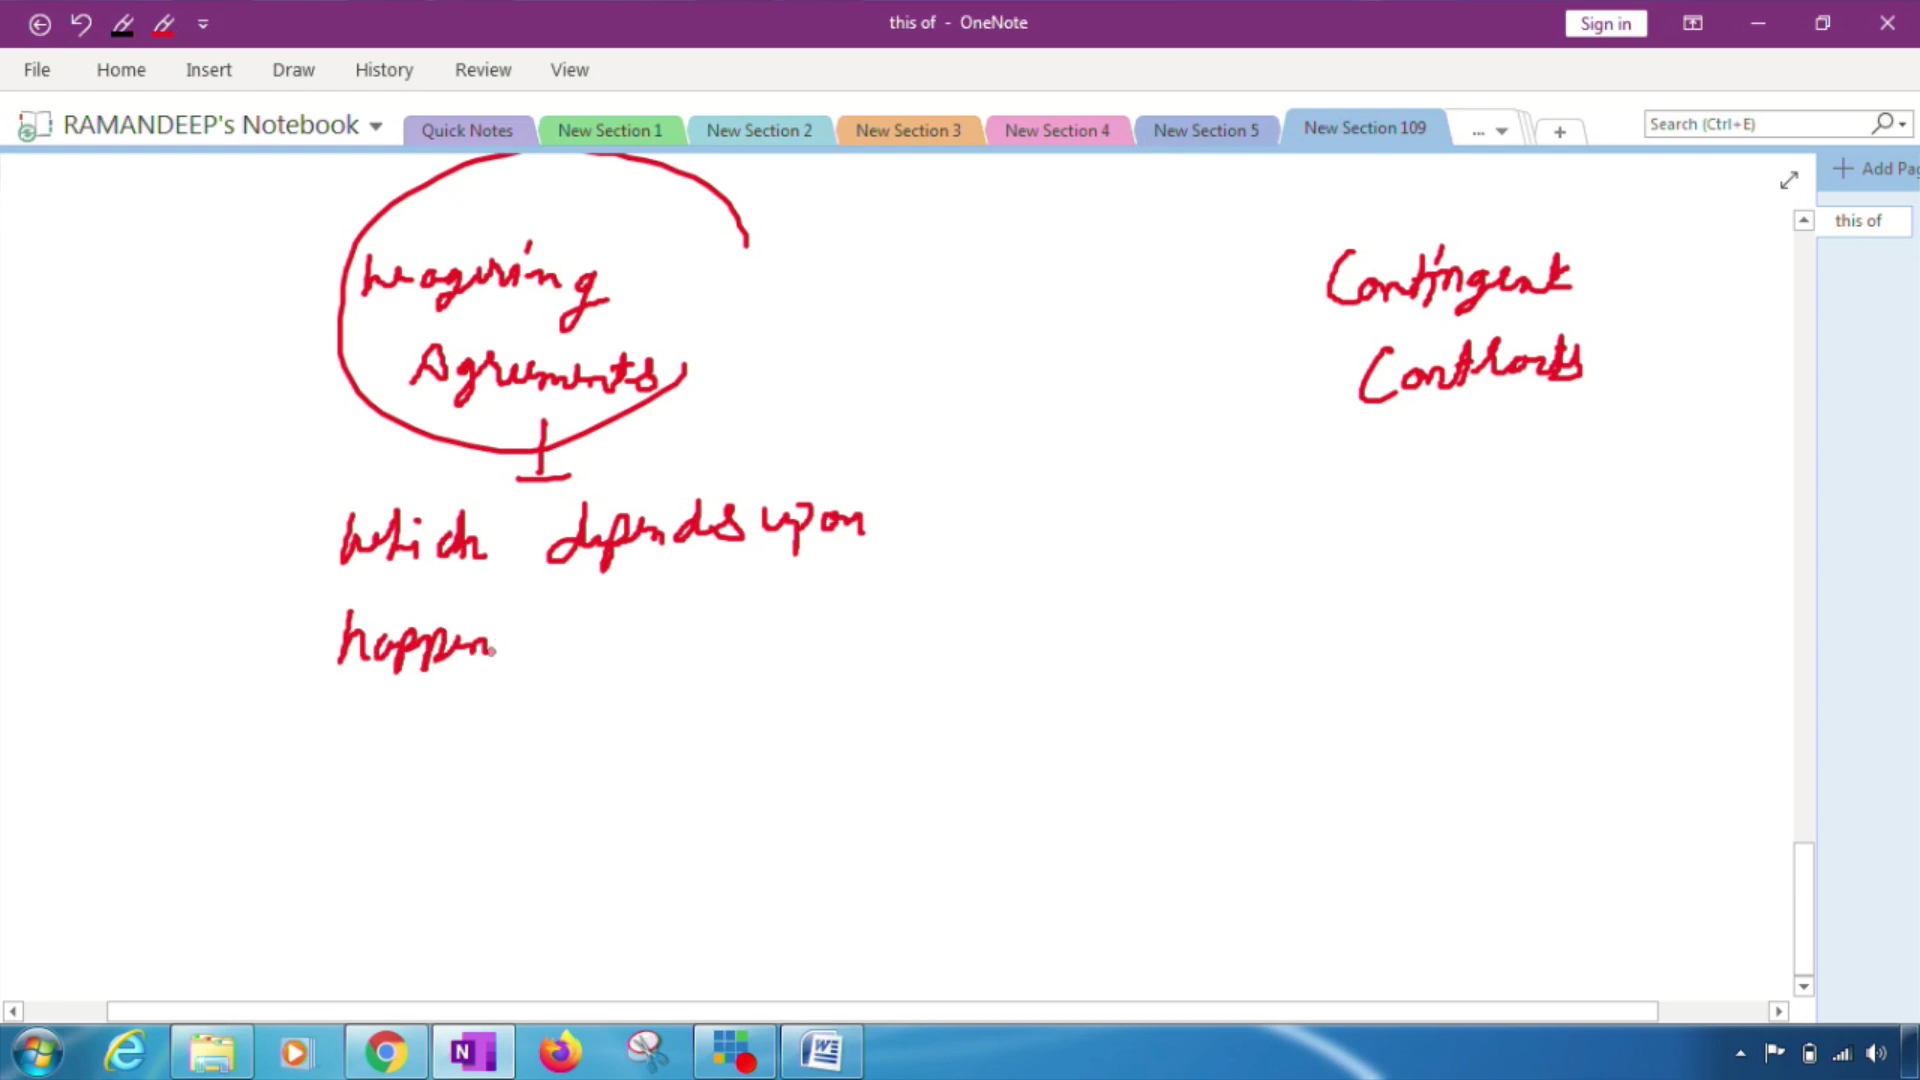 this of - OneNote
Sign in
File Home Insert Draw History Review View
RAMANDEEP's Notebook
Quick Notes New Section 1 New Section 2 New Section 3 New Section 4 New Section 5 New Section 109 ...
Search (Ctrl+E)
Add Pag
this of
Weagering
Agreements
Contingent
Contracts
which depends upon
happen